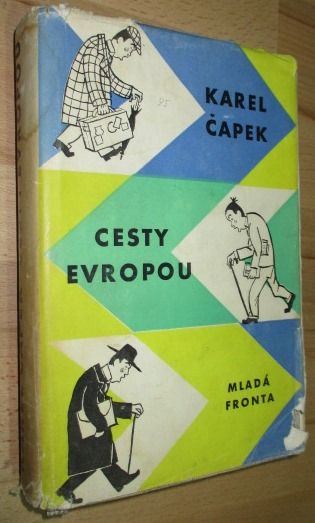 KAREL
ČAPEK
CESTY
EVROPOU
MLADÁ
FRONTA